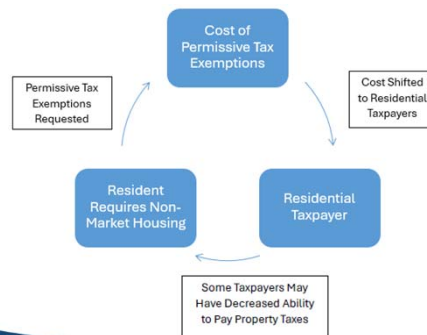 Cost of
Permissive Tax
Exemptions
Permissive Tax
Exemptions
Requested
Cost Shifted
to Residential
Taxpayers
Resident
Requires Non-
Market Housing
Residential
Taxpayer
Some Taxpayers May
Have Decreased Ability
to Pay Property Taxes